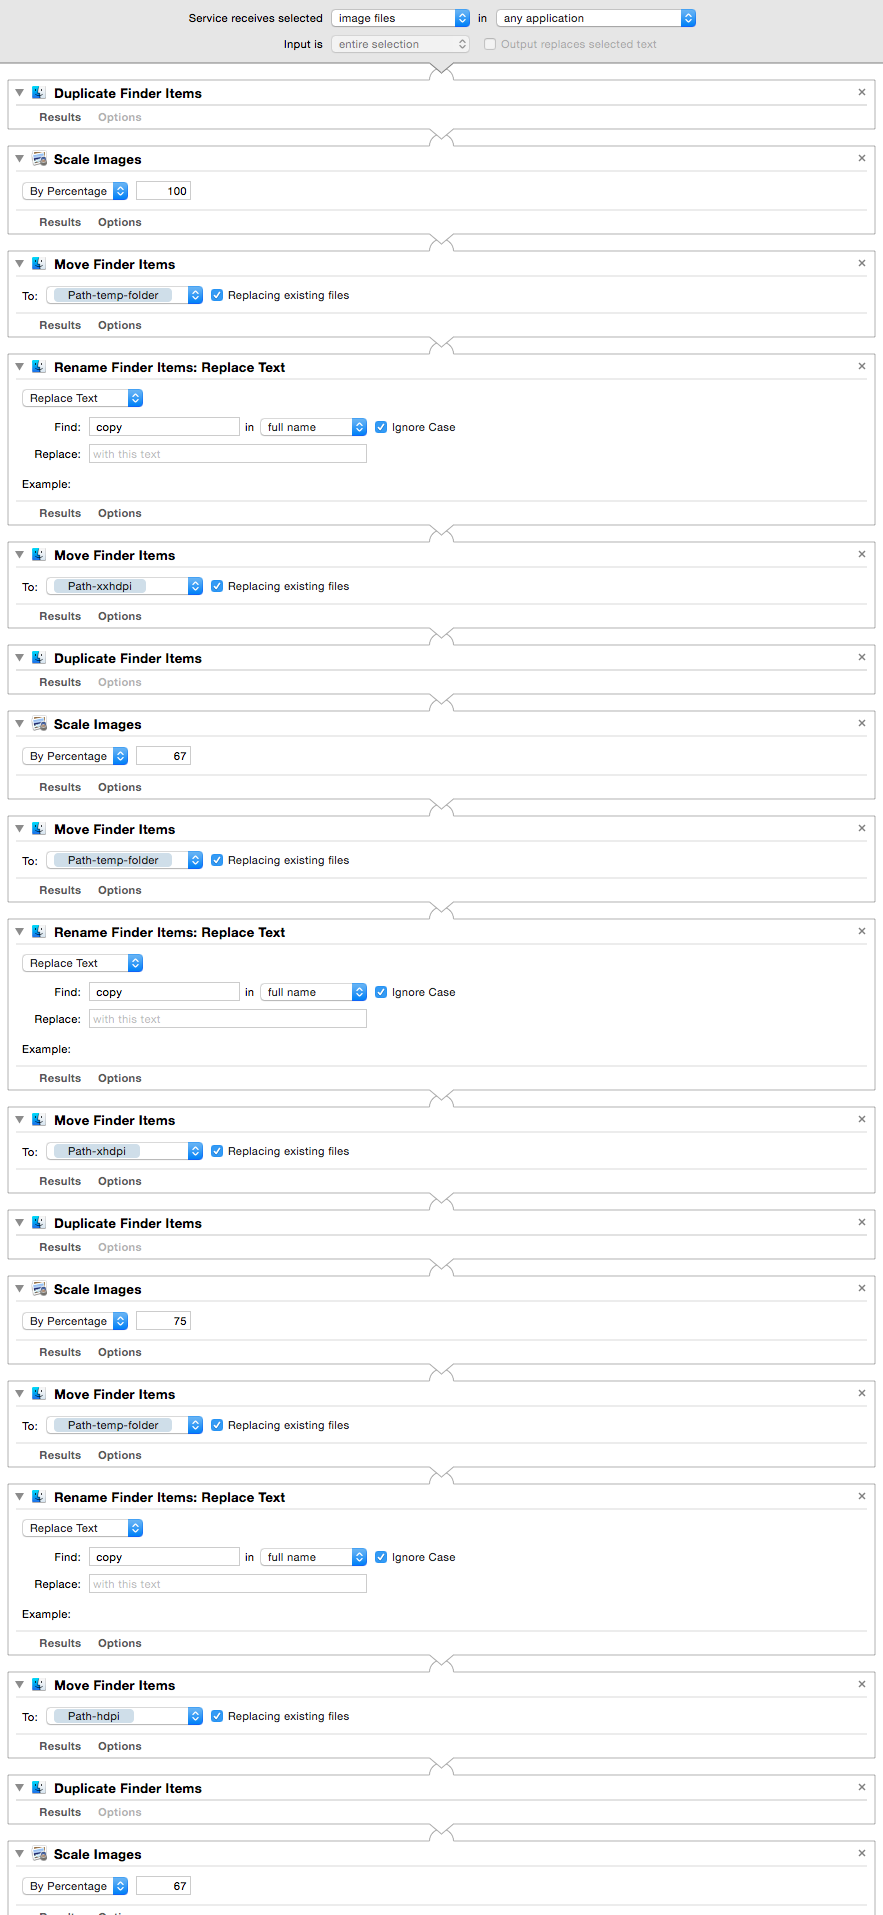 Service receives selected image files in any application
Input is entire selection Output replaces selected text
Duplicate Finder Items
Results Options
Scale Images
By Percentage 100
Results Options
Move Finder Items
To: Path-temp-folder Replacing existing files
Results Options
Rename Finder Items: Replace Text
Replace Text
Find: copy in full name Ignore Case
Replace: with this text
Example:
Results Options
Move Finder Items
To: Path-xxhdpi Replacing existing files
Results Options
Duplicate Finder Items
Results Options
Scale Images
By Percentage 67
Results Options
Move Finder Items
To: Path-temp-folder Replacing existing files
Results Options
Rename Finder Items: Replace Text
Replace Text
Find: copy in full name Ignore Case
Replace: with this text
Example:
Results Options
Move Finder Items
To: Path-xhdpi Replacing existing files
Results Options
Duplicate Finder Items
Results Options
Scale Images
By Percentage 75
Results Options
Move Finder Items
To: Path-temp-folder Replacing existing files
Results Options
Rename Finder Items: Replace Text
Replace Text
Find: copy in full name Ignore Case
Replace: with this text
Example:
Results Options
Move Finder Items
To: Path-hdpi Replacing existing files
Results Options
Duplicate Finder Items
Results Options
Scale Images
By Percentage 67